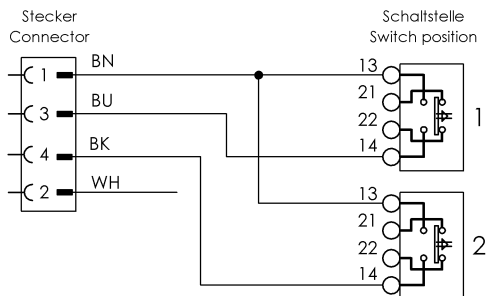 Stecker
Connector
Schaltstelle
Switch position
1 BN
3 BU
4 BK
2 WH
13
21
22
14
1
13
21
22
14
2